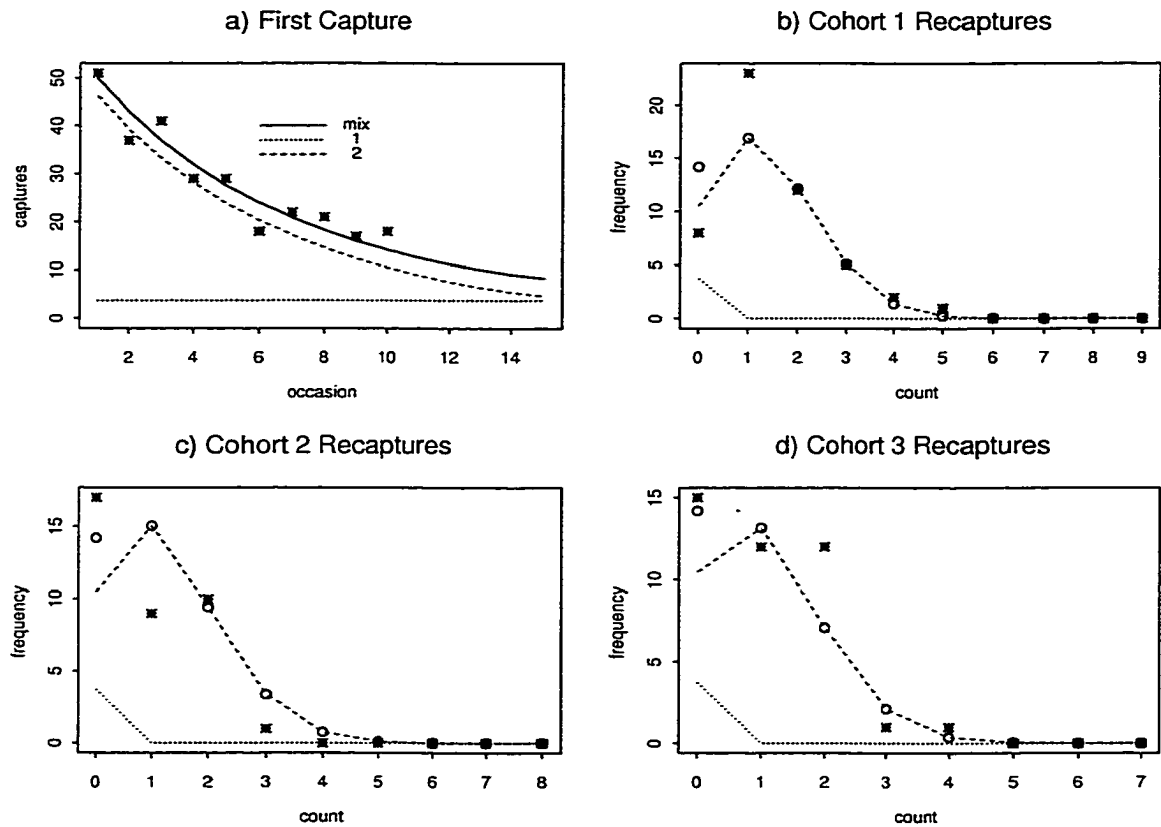 a) First Capture
captures
50
40
30
20
10
0
mix
1
2
2 4 6 8 10 12 14
occasion
b) Cohort 1 Recaptures
frequency
20
15
10
5
0
0 1 2 3 4 5 6 7 8 9
count
c) Cohort 2 Recaptures
frequency
15
10
5
0
0 1 2 3 4 5 6 7 8
count
d) Cohort 3 Recaptures
frequency
15
10
5
0
0 1 2 3 4 5 6 7
count